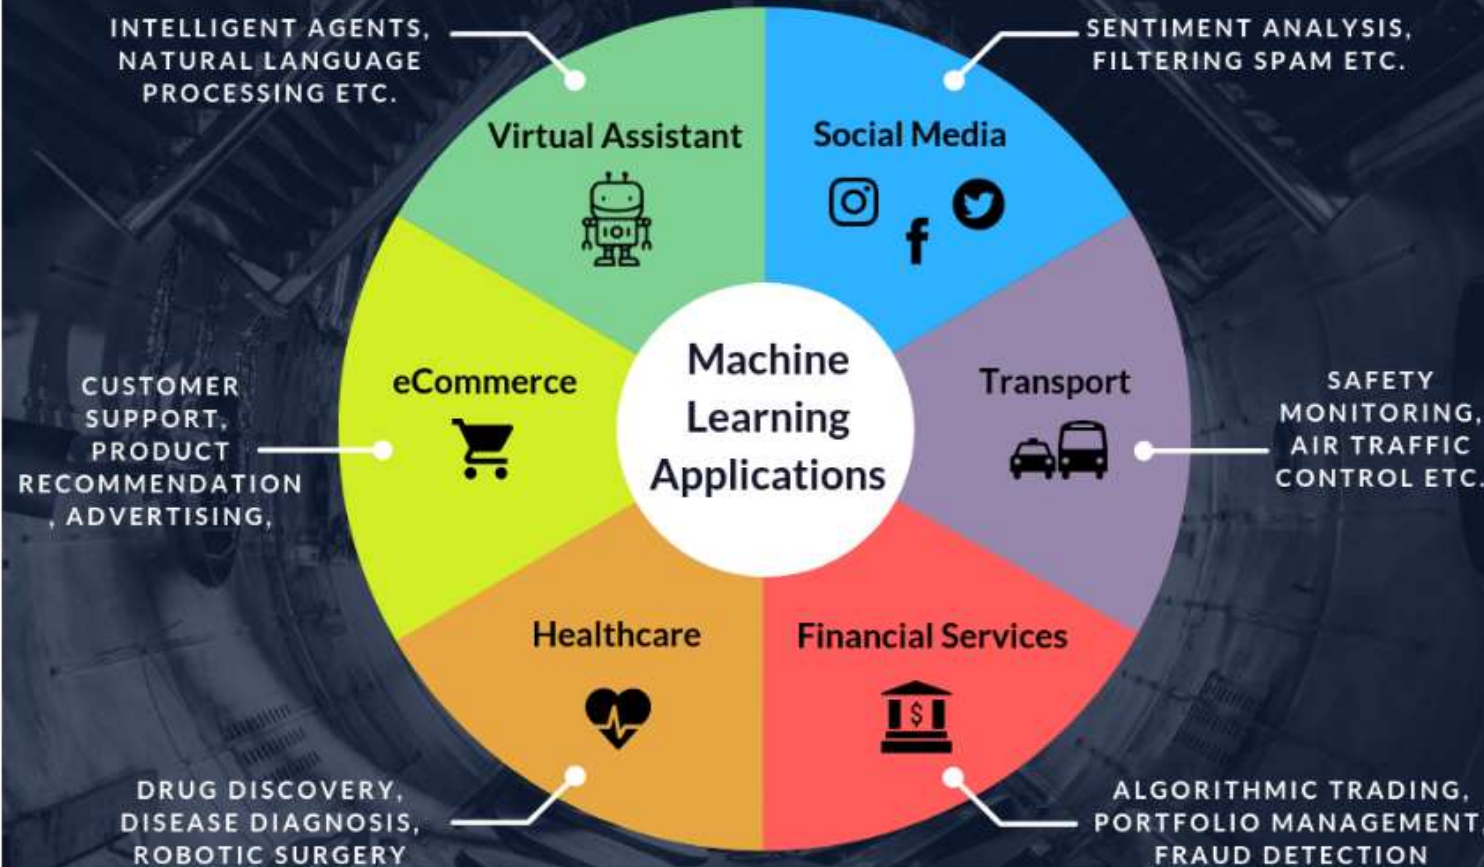 INTELLIGENT AGENTS,
NATURAL LANGUAGE
PROCESSING ETC.
SENTIMENT ANALYSIS,
FILTERING SPAM ETC.
Virtual Assistant
Social Media
eCommerce
Machine
Learning
Applications
Transport
CUSTOMER
SUPPORT,
PRODUCT
RECOMMENDATION
, ADVERTISING,
SAFETY
MONITORING,
AIR TRAFFIC
CONTROL ETC.
Healthcare
Financial Services
$
DRUG DISCOVERY,
DISEASE DIAGNOSIS,
ROBOTIC SURGERY
ALGORITHMIC TRADING,
PORTFOLIO MANAGEMENT,
FRAUD DETECTION